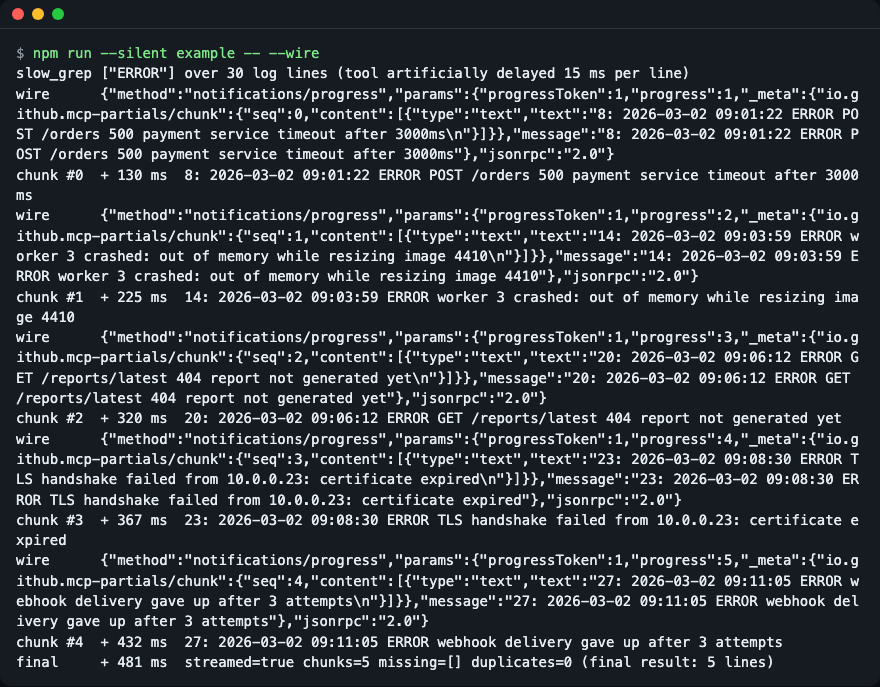 $ npm run --silent example -- --wire
slow_grep ["ERROR"] over 30 log lines (tool artificially delayed 15 ms per line)
wire      {"method":"notifications/progress","params":{"progressToken":1,"progress":1,"_meta":{"io.g
ithub.mcp-partials/chunk":{"seq":0,"content":[{"type":"text","text":"8: 2026-03-02 09:01:22 ERROR PO
ST /orders 500 payment service timeout after 3000ms\n"}]}},"message":"8: 2026-03-02 09:01:22 ERROR P
OST /orders 500 payment service timeout after 3000ms"},"jsonrpc":"2.0"}
chunk #0  + 130 ms  8: 2026-03-02 09:01:22 ERROR POST /orders 500 payment service timeout after 3000
ms
wire      {"method":"notifications/progress","params":{"progressToken":1,"progress":2,"_meta":{"io.g
ithub.mcp-partials/chunk":{"seq":1,"content":[{"type":"text","text":"14: 2026-03-02 09:03:59 ERROR w
orker 3 crashed: out of memory while resizing image 4410\n"}]}},"message":"14: 2026-03-02 09:03:59 E
RROR worker 3 crashed: out of memory while resizing image 4410"},"jsonrpc":"2.0"}
chunk #1  + 225 ms  14: 2026-03-02 09:03:59 ERROR worker 3 crashed: out of memory while resizing ima
ge 4410
wire      {"method":"notifications/progress","params":{"progressToken":1,"progress":3,"_meta":{"io.g
ithub.mcp-partials/chunk":{"seq":2,"content":[{"type":"text","text":"20: 2026-03-02 09:06:12 ERROR G
ET /reports/latest 404 report not generated yet\n"}]}},"message":"20: 2026-03-02 09:06:12 ERROR GET 
/reports/latest 404 report not generated yet"},"jsonrpc":"2.0"}
chunk #2  + 320 ms  20: 2026-03-02 09:06:12 ERROR GET /reports/latest 404 report not generated yet
wire      {"method":"notifications/progress","params":{"progressToken":1,"progress":4,"_meta":{"io.g
ithub.mcp-partials/chunk":{"seq":3,"content":[{"type":"text","text":"23: 2026-03-02 09:08:30 ERROR T
LS handshake failed from 10.0.0.23: certificate expired\n"}]}},"message":"23: 2026-03-02 09:08:30 ER
ROR TLS handshake failed from 10.0.0.23: certificate expired"},"jsonrpc":"2.0"}
chunk #3  + 367 ms  23: 2026-03-02 09:08:30 ERROR TLS handshake failed from 10.0.0.23: certificate e
xpired
wire      {"method":"notifications/progress","params":{"progressToken":1,"progress":5,"_meta":{"io.g
ithub.mcp-partials/chunk":{"seq":4,"content":[{"type":"text","text":"27: 2026-03-02 09:11:05 ERROR w
ebhook delivery gave up after 3 attempts\n"}]}},"message":"27: 2026-03-02 09:11:05 ERROR webhook del
ivery gave up after 3 attempts"},"jsonrpc":"2.0"}
chunk #4  + 432 ms  27: 2026-03-02 09:11:05 ERROR webhook delivery gave up after 3 attempts
final     + 481 ms  streamed=true chunks=5 missing=[] duplicates=0 (final result: 5 lines)